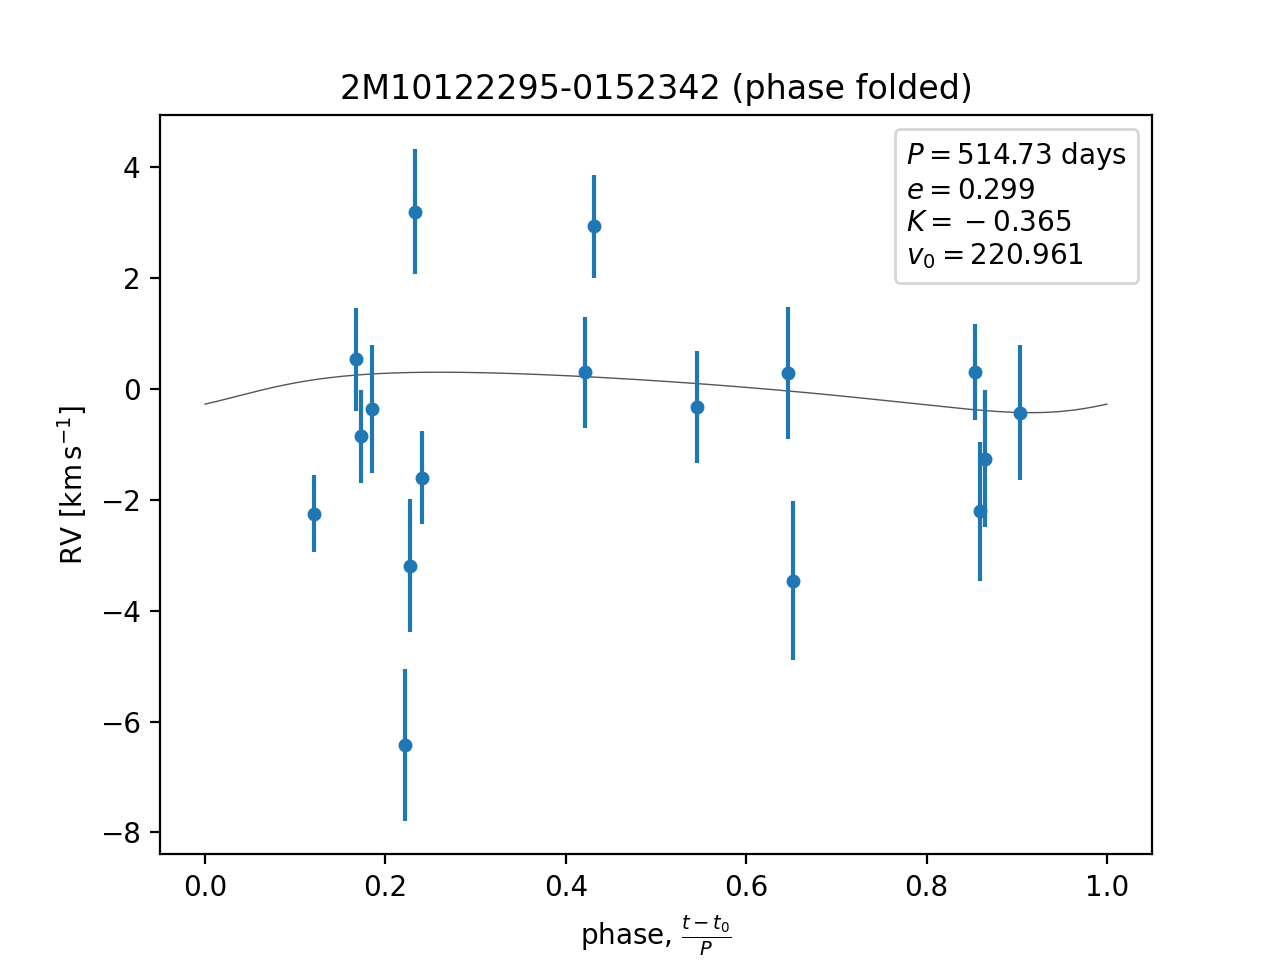 2M10122295-0152342 (phase folded)
P = 514.73 days
e = 0.299
K = −0.365
v₀ = 220.961
4
2
0
−2
−4
−6
−8
RV [km s⁻¹]
0.0 0.2 0.4 0.6 0.8 1.0
phase, (t − t₀)/P